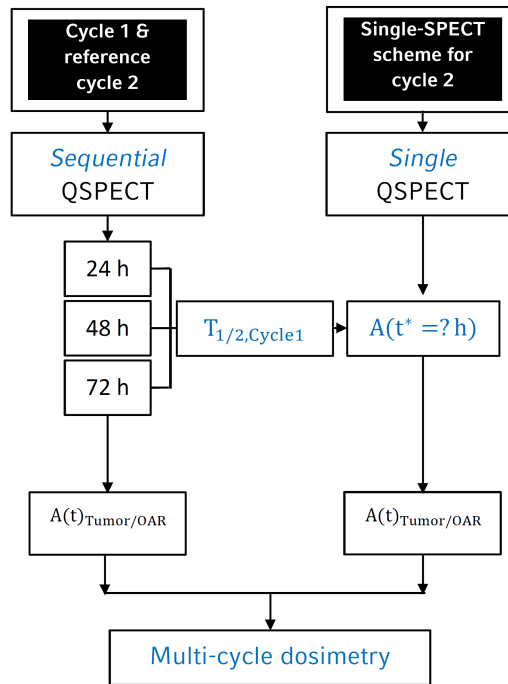 Cycle 1 &
reference
cycle 2
Single-SPECT
scheme for
cycle 2
Sequential
QSPECT
Single
QSPECT
24 h
48 h
72 h
T1/2,Cycle1
A(t* =? h)
A(t)Tumor/OAR
A(t)Tumor/OAR
Multi-cycle dosimetry